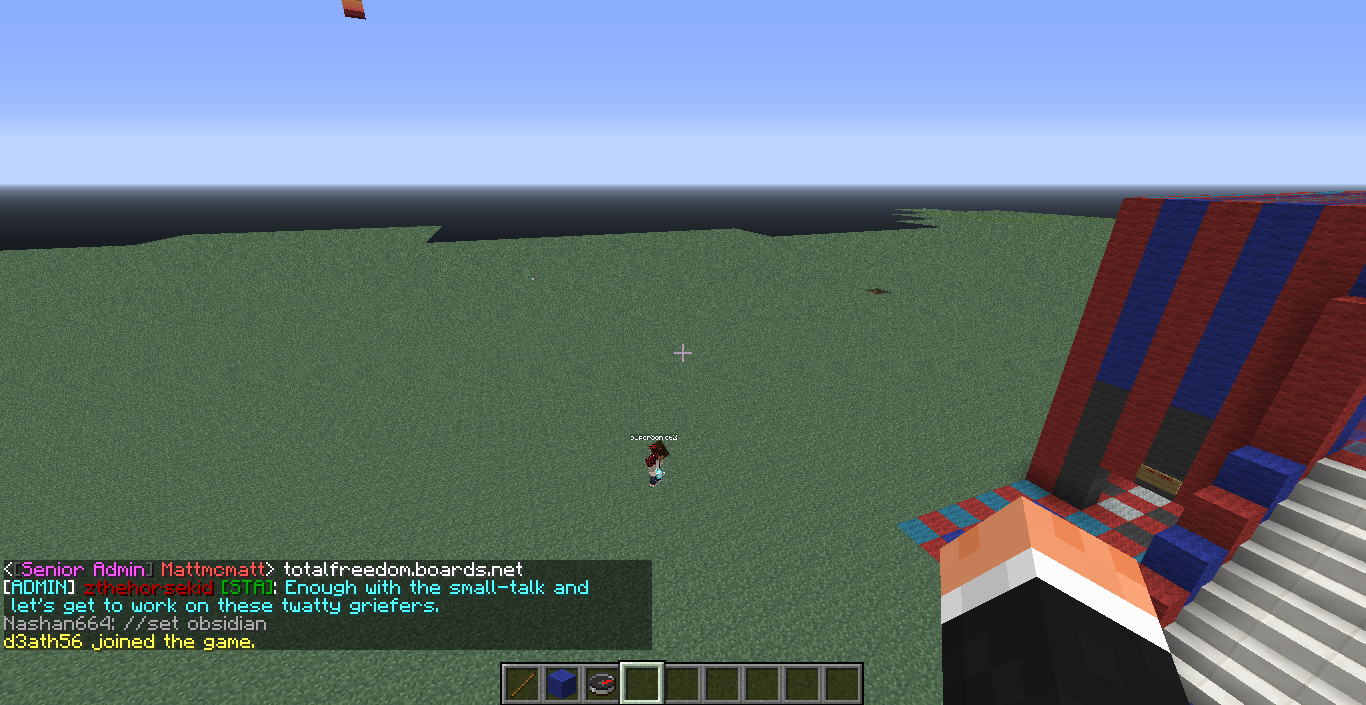 <[Senior Admin] Mattmcmatt> totalfreedom.boards.net
[ADMIN] zthehorsekid [STA]: Enough with the small-talk and
let's get to work on these twatty griefers.
Nashan664: //set obsidian
d3ath56 joined the game.